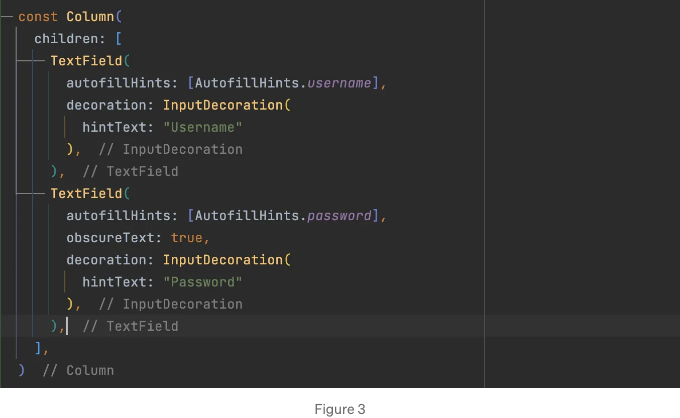 const Column(
children: [
TextField(
autofillHints: [AutofillHints.username],
decoration: InputDecoration(
hintText: "Username"
), // InputDecoration
), // TextField
TextField(
autofillHints: [AutofillHints.password],
obscureText: true,
decoration: InputDecoration(
hintText: "Password"
), // InputDecoration
), // TextField
],
) // Column
Figure 3